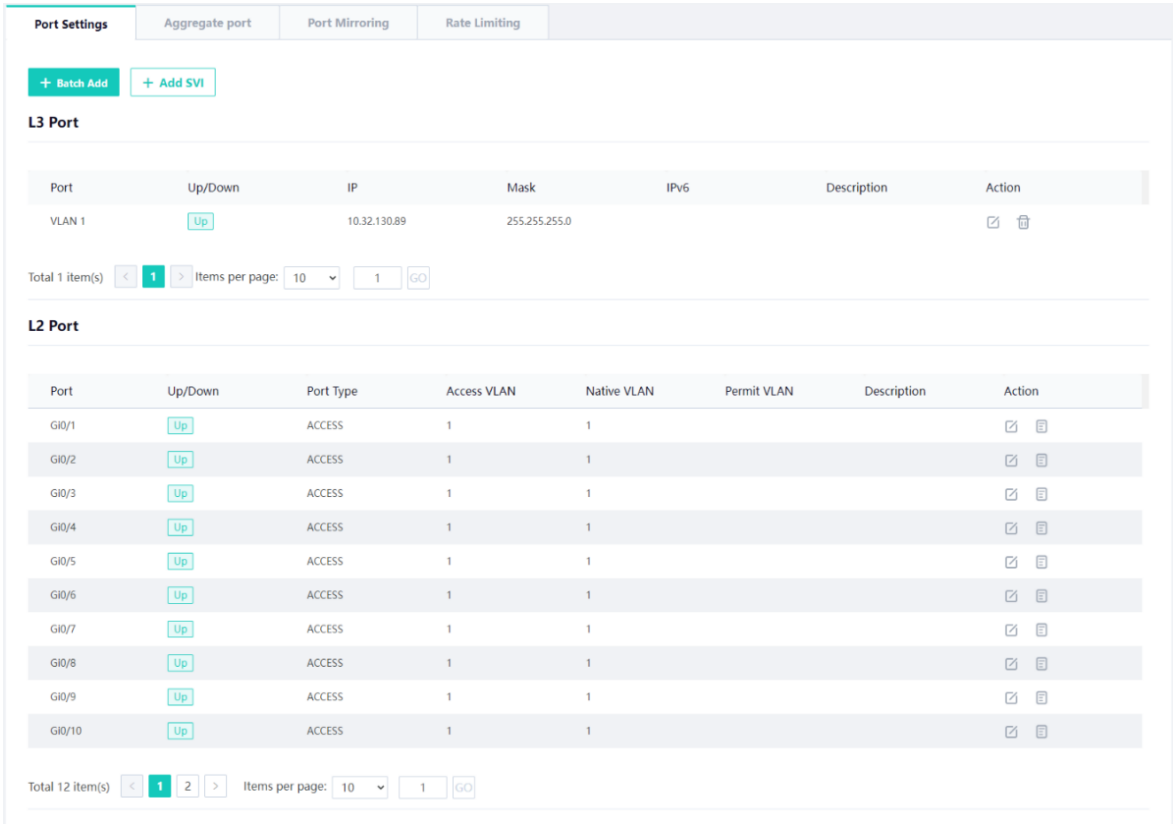 Port Settings Aggregate port Port Mirroring Rate Limiting
+ Batch Add + Add SVI
L3 Port
Port Up/Down IP Mask IPv6 Description Action
VLAN 1 Up 10.32.130.89 255.255.255.0
Total 1 item(s) < 1 > Items per page: 10 1 GO
L2 Port
Port Up/Down Port Type Access VLAN Native VLAN Permit VLAN Description Action
Gi0/1 Up ACCESS 1 1
Gi0/2 Up ACCESS 1 1
Gi0/3 Up ACCESS 1 1
Gi0/4 Up ACCESS 1 1
Gi0/5 Up ACCESS 1 1
Gi0/6 Up ACCESS 1 1
Gi0/7 Up ACCESS 1 1
Gi0/8 Up ACCESS 1 1
Gi0/9 Up ACCESS 1 1
Gi0/10 Up ACCESS 1 1
Total 12 item(s) < 1 2 > Items per page: 10 1 GO